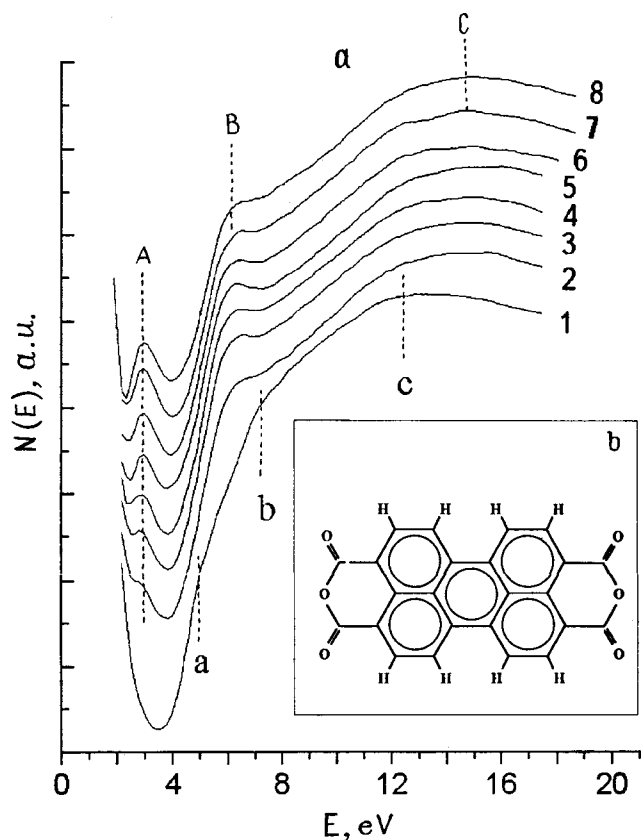 C
a
8
B
7
6
5
A
4
3
2
1
c
b
b
a
N(E), a.u.
H H H H
O O
O O
O O
H H H H
0 4 8 12 16 20
E, eV